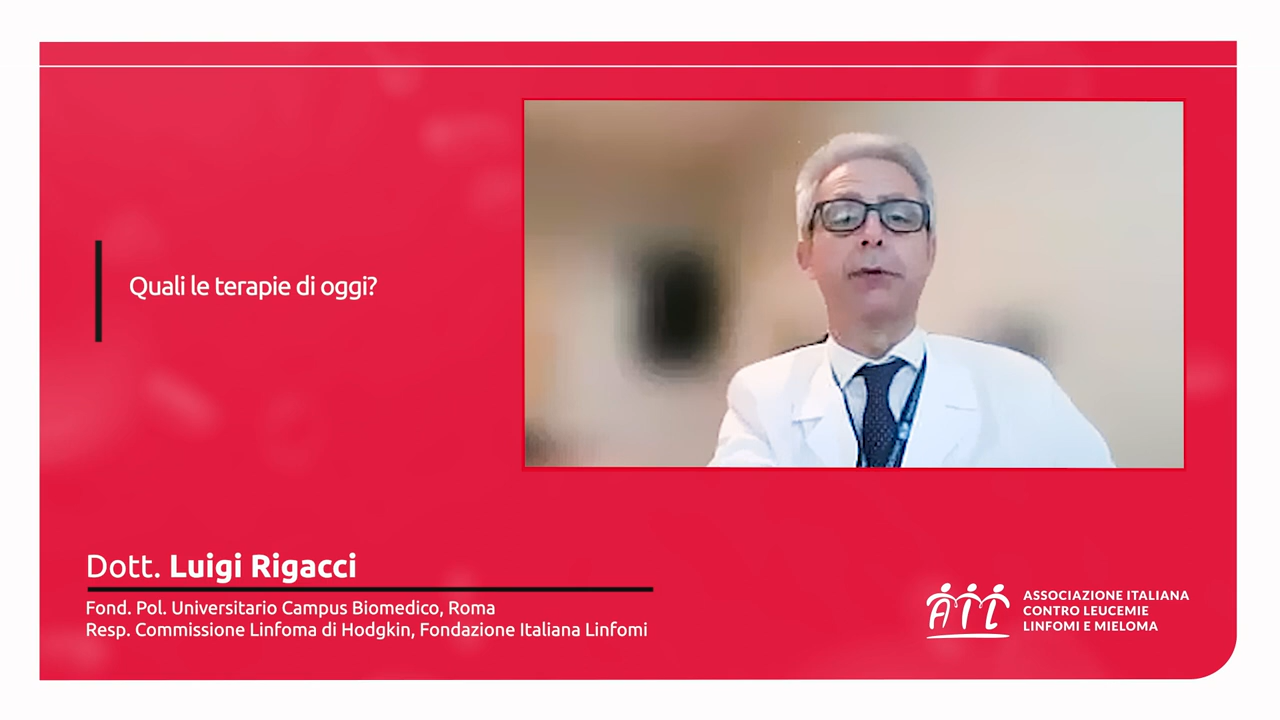 Quali le terapie di oggi?
Dott. Luigi Rigacci
Fond. Pol. Universitario Campus Biomedico, Roma
Resp. Commissione Linfoma di Hodgkin, Fondazione Italiana Linfomi
AIL
ASSOCIAZIONE ITALIANA
CONTRO LEUCEMIE
LINFOMI E MIELOMA